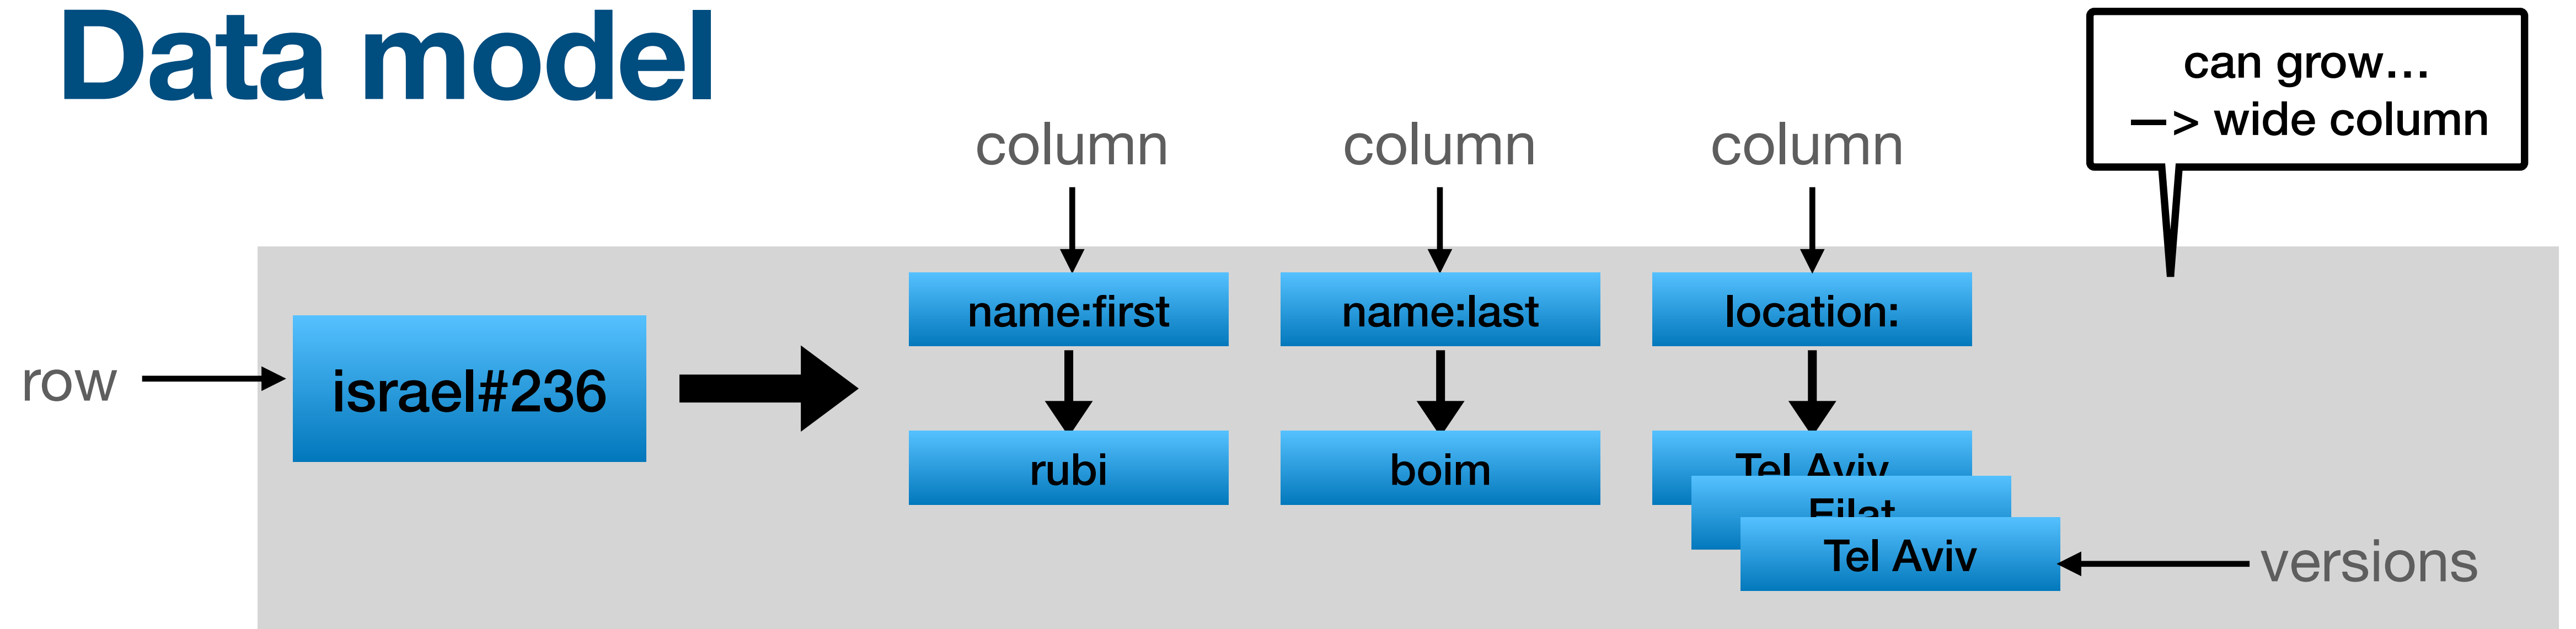 Data model
can grow...
—> wide column
column
column
column
name:first
name:last
location:
row
israel#236
rubi
boim
Tel Aviv
Eilat
Tel Aviv
versions